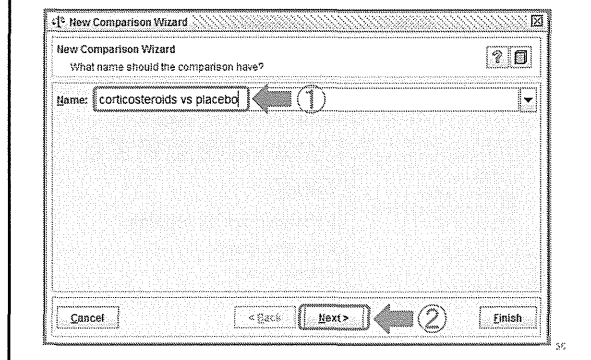 New Comparison Wizard
New Comparison Wizard
What name should the comparison have?
?
Name: corticosteroids vs placebo ①
Cancel < Back Next > ② Finish